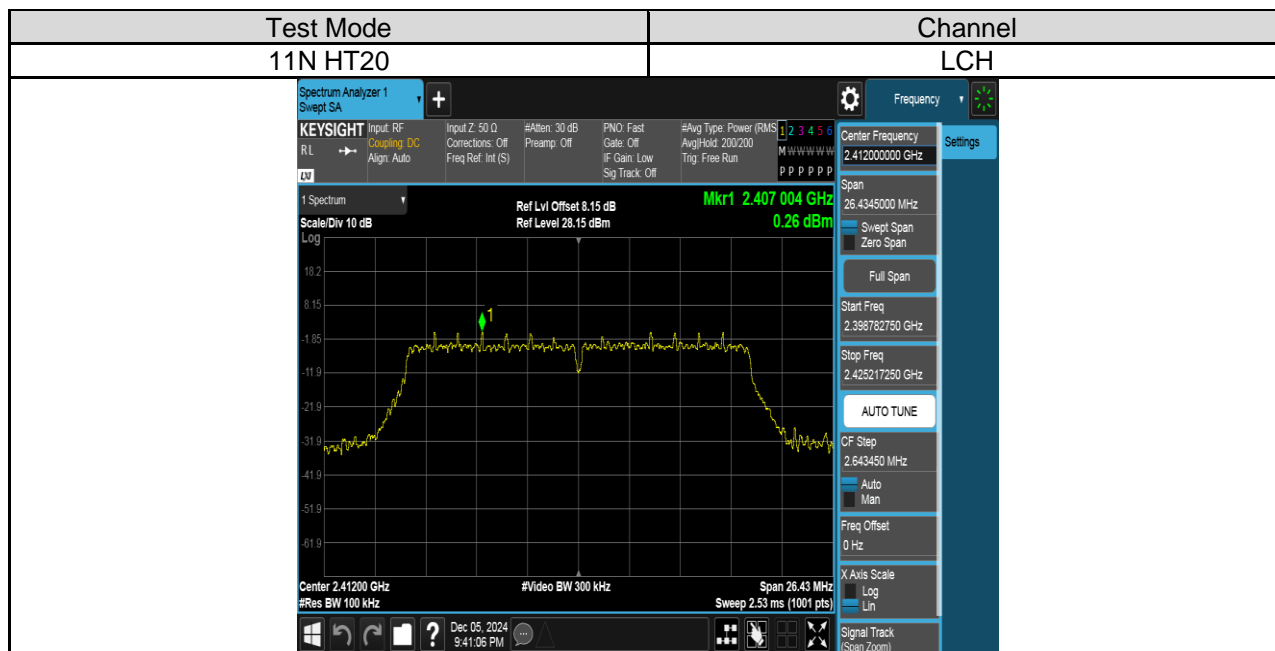 Test Mode Channel
11N HT20 LCH
Spectrum Analyzer 1
Swept SA
+
Frequency
KEYSIGHT
RL
LXI
Input: RF
Coupling: DC
Align: Auto
Input Z: 50 Ω
Corrections: Off
Freq Ref: Int (S)
#Atten: 30 dB
Preamp: Off
PNO: Fast
Gate: Off
IF Gain: Low
Sig Track: Off
#Avg Type: Power (RMS
Avg|Hold: 200/200
Trig: Free Run
1 2 3 4 5 6
M W W W W W
P P P P P P
1 Spectrum
Scale/Div 10 dB
Log
Ref Lvl Offset 8.15 dB
Ref Level 28.15 dBm
Mkr1 2.407 004 GHz
0.26 dBm
18.2
8.15
-1.85
-11.9
-21.9
-31.9
-41.9
-51.9
-61.9
1
Center 2.41200 GHz
#Res BW 100 kHz
#Video BW 300 kHz
Span 26.43 MHz
Sweep 2.53 ms (1001 pts)
Dec 05, 2024
9:41:06 PM
?
Settings
Center Frequency
2.412000000 GHz
Span
26.4345000 MHz
Swept Span
Zero Span
Full Span
Start Freq
2.398782750 GHz
Stop Freq
2.425217250 GHz
AUTO TUNE
CF Step
2.643450 MHz
Auto
Man
Freq Offset
0 Hz
X Axis Scale
Log
Lin
Signal Track
(Span Zoom)